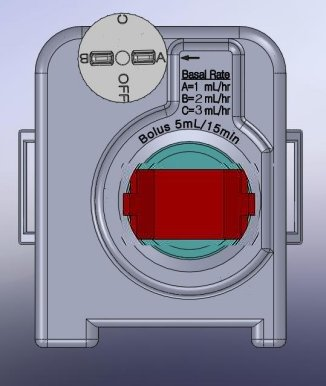 C
B A
OFF
Basal Rate
A=1 mL/hr
B=2 mL/hr
C=3 mL/hr
Bolus 5mL/15min